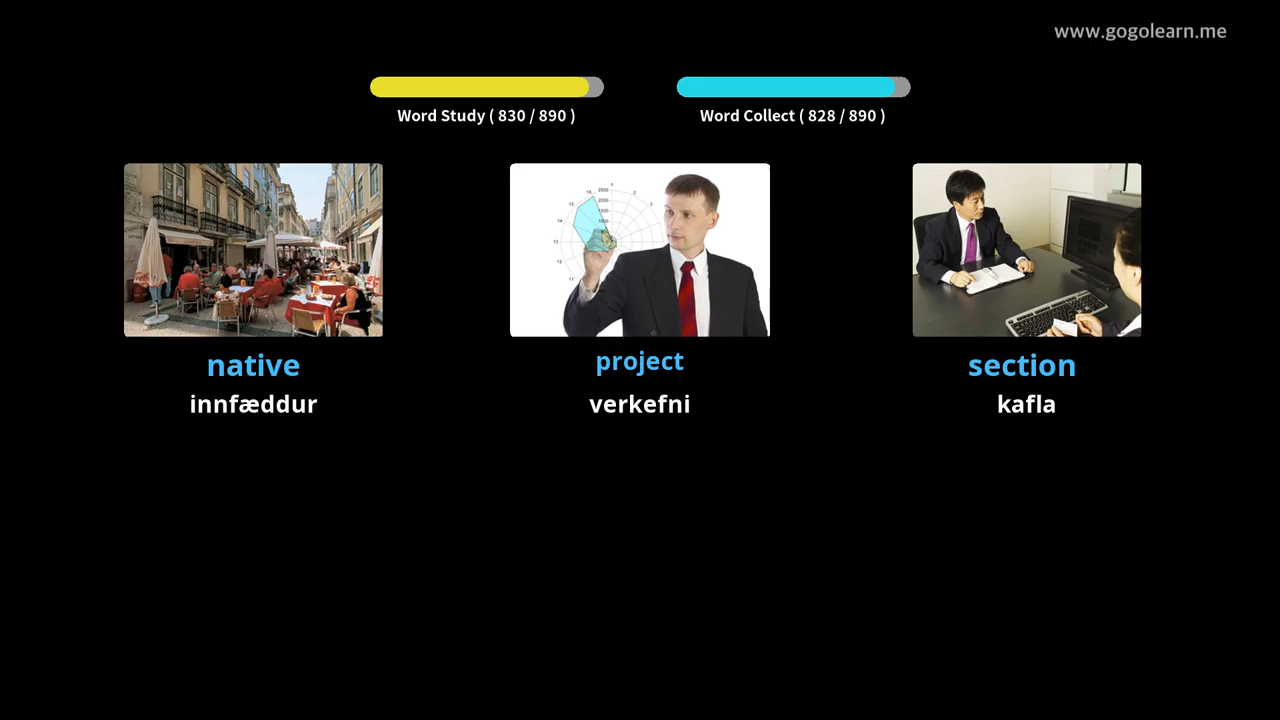 www.gogolearn.me
Word Study ( 830 / 890 )
Word Collect ( 828 / 890 )
native
innfæddur
project
verkefni
section
kafla